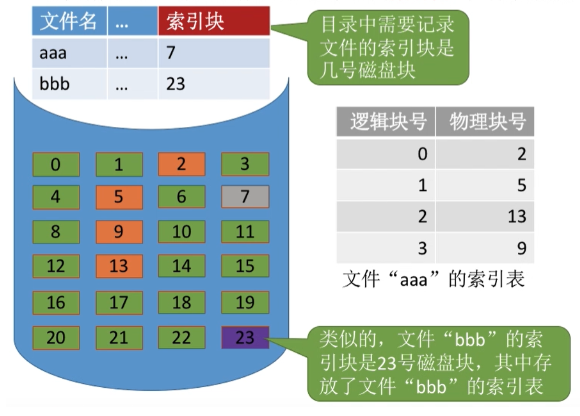 文件名 … 索引块
aaa … 7
bbb … 23
目录中需要记录
文件的索引块是
几号磁盘块
逻辑块号 物理块号
0 2
1 5
2 13
3 9
文件“aaa”的索引表
0 1 2 3
4 5 6 7
8 9 10 11
12 13 14 15
16 17 18 19
20 21 22 23
类似的，文件“bbb”的索
引块是23号磁盘块，其中存
放了文件“bbb”的索引表